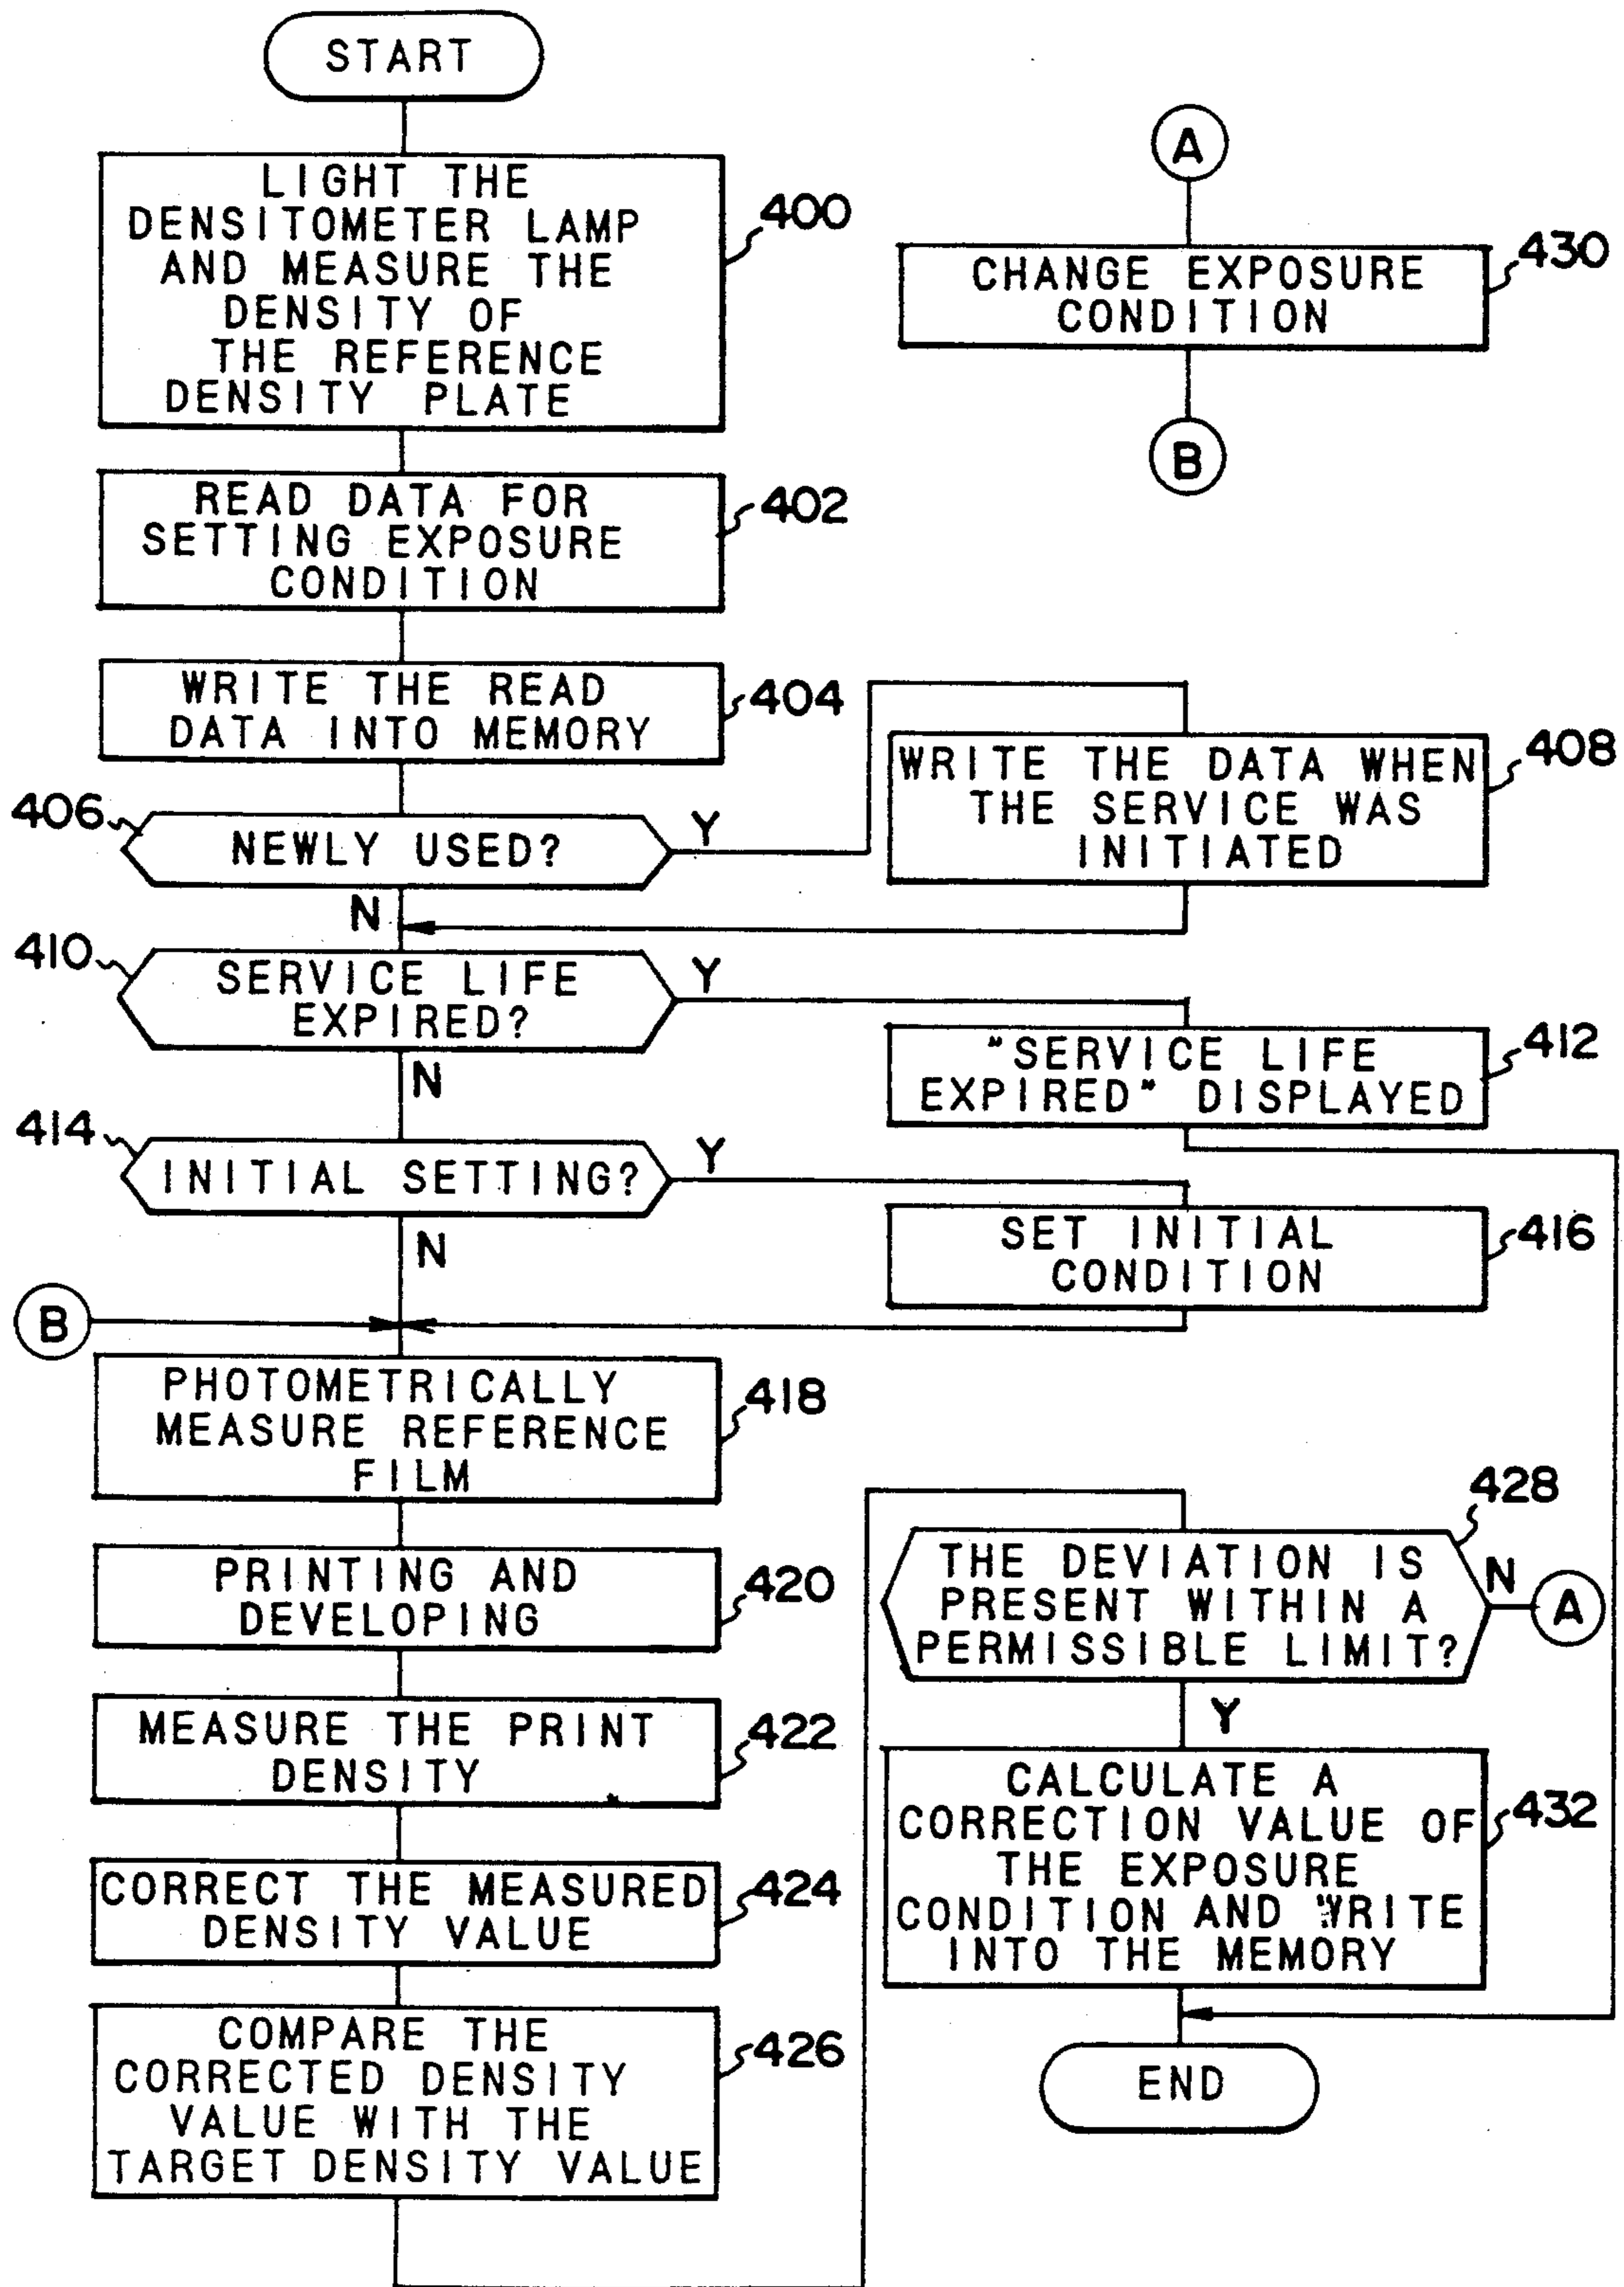 START
LIGHT THE
DENSITOMETER LAMP
AND MEASURE THE
DENSITY OF
THE REFERENCE
DENSITY PLATE
400
READ DATA FOR
SETTING EXPOSURE
CONDITION
402
WRITE THE READ
DATA INTO MEMORY
404
406
NEWLY USED?
Y
N
WRITE THE DATA WHEN
THE SERVICE WAS
INITIATED
408
410
SERVICE LIFE
EXPIRED?
Y
N
"SERVICE LIFE
EXPIRED" DISPLAYED
412
414
INITIAL SETTING?
Y
N
SET INITIAL
CONDITION
416
B
PHOTOMETRICALLY
MEASURE REFERENCE
FILM
418
PRINTING AND
DEVELOPING
420
MEASURE THE PRINT
DENSITY
422
CORRECT THE MEASURED
DENSITY VALUE
424
COMPARE THE
CORRECTED DENSITY
VALUE WITH THE
TARGET DENSITY VALUE
426
A
CHANGE EXPOSURE
CONDITION
430
B
428
THE DEVIATION IS
PRESENT WITHIN A
PERMISSIBLE LIMIT?
N
A
Y
CALCULATE A
CORRECTION VALUE OF
THE EXPOSURE
CONDITION AND WRITE
INTO THE MEMORY
432
END